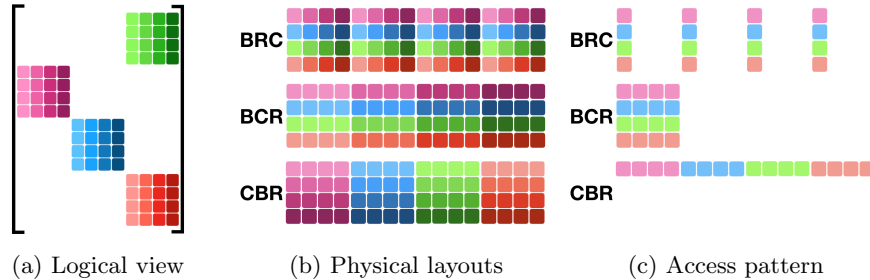 BRC
BCR
CBR
BRC
BCR
CBR
(a) Logical view
(b) Physical layouts
(c) Access pattern